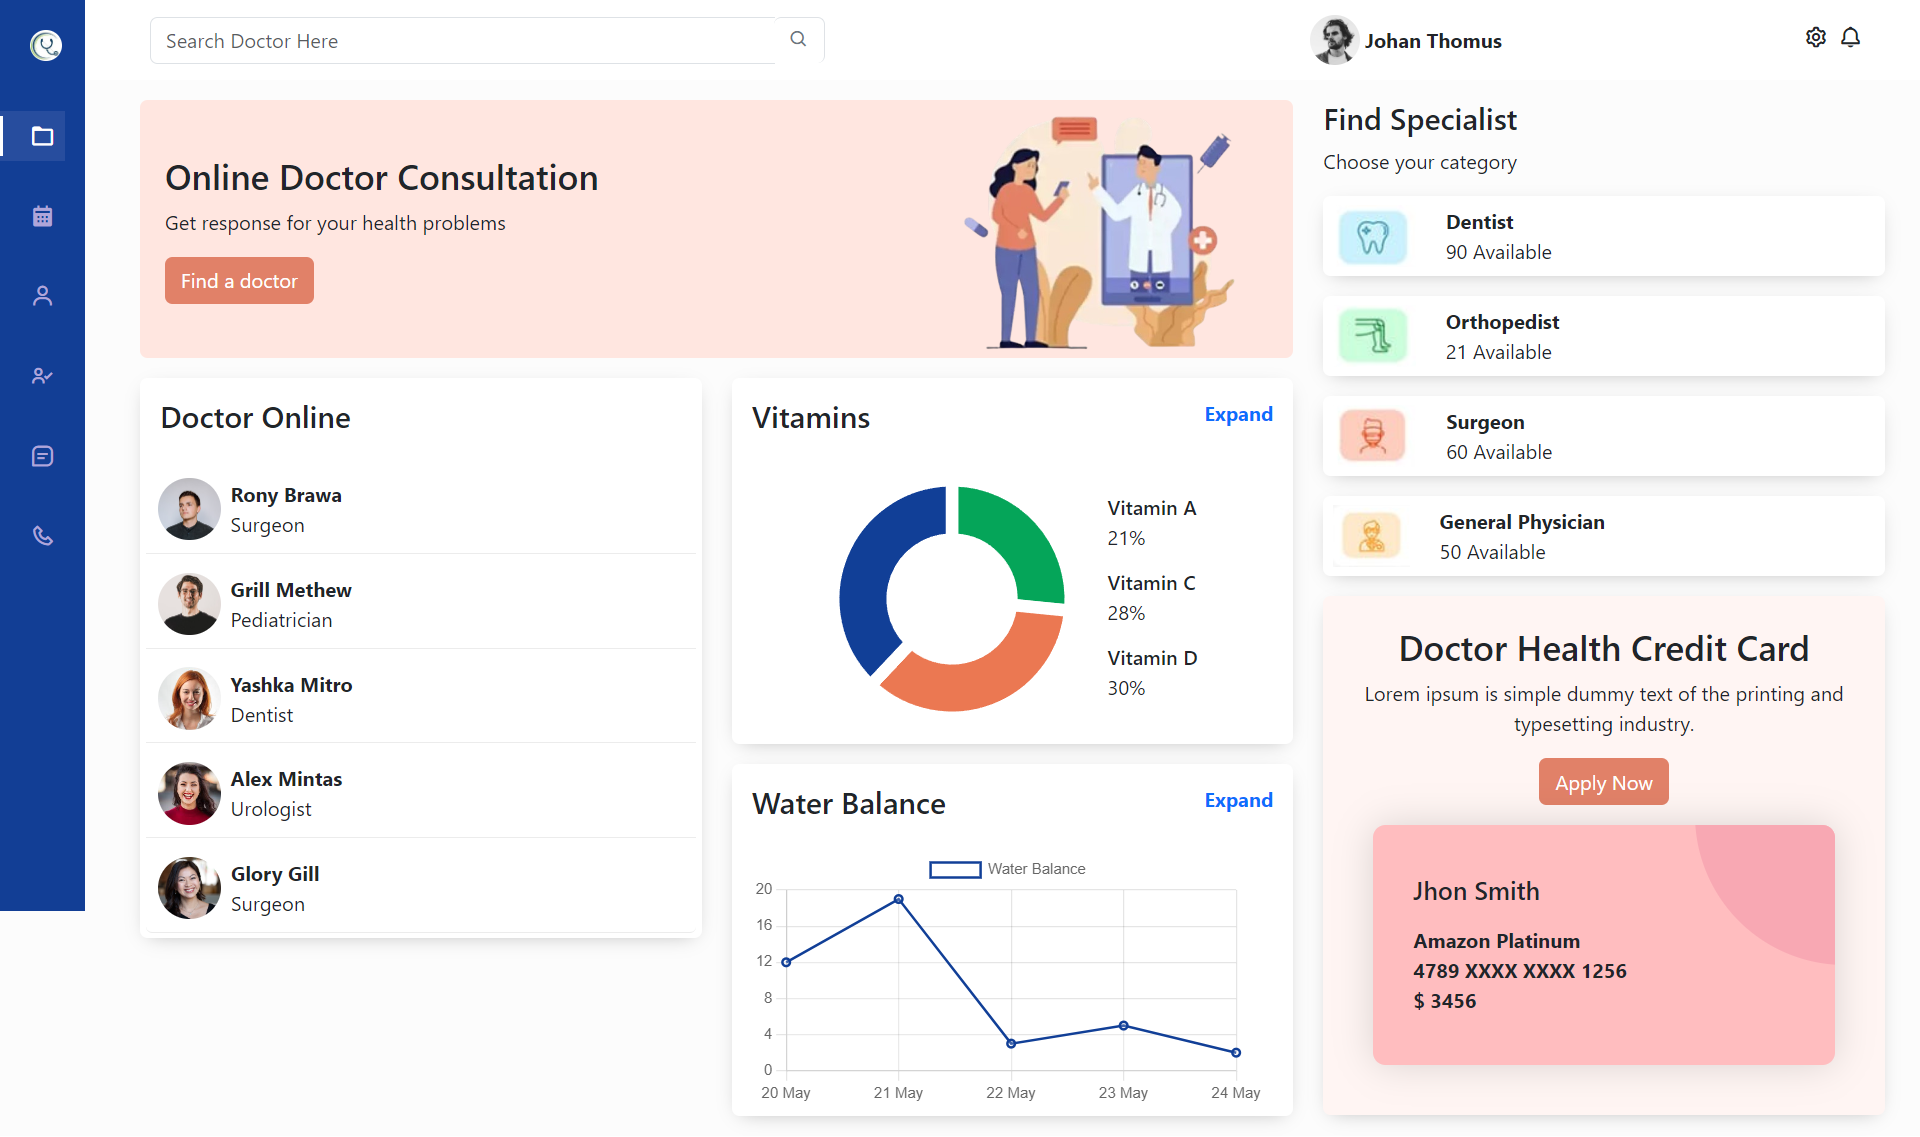 Search Doctor Here
Johan Thomus
Online Doctor Consultation
Get response for your health problems
Find a doctor
Doctor Online
Rony Brawa
Surgeon
Grill Methew
Pediatrician
Yashka Mitro
Dentist
Alex Mintas
Urologist
Glory Gill
Surgeon
Vitamins
Expand
Vitamin A
21%
Vitamin C
28%
Vitamin D
30%
Water Balance
Expand
Water Balance
20
16
12
8
4
0
20 May
21 May
22 May
23 May
24 May
Find Specialist
Choose your category
Dentist
90 Available
Orthopedist
21 Available
Surgeon
60 Available
General Physician
50 Available
Doctor Health Credit Card
Lorem ipsum is simple dummy text of the printing and
typesetting industry.
Apply Now
Jhon Smith
Amazon Platinum
4789 XXXX XXXX 1256
$ 3456